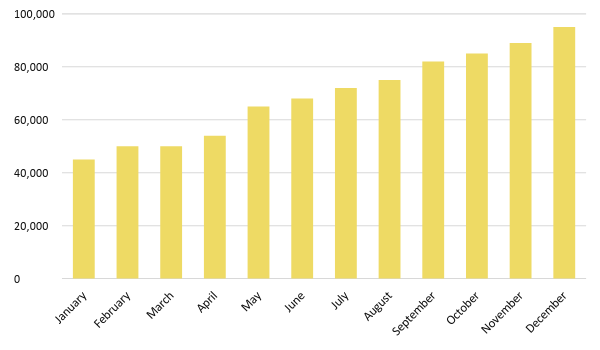 100,000
80,000
60,000
40,000
20,000
0
January
February
March
April
May
June
July
August
September
October
November
December